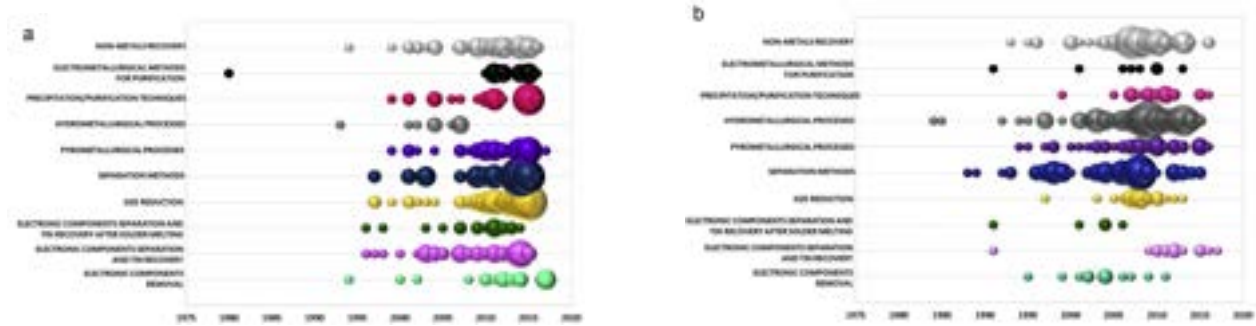 a
NON-METALS RECOVERY
ELECTROMETALLURGICAL METHODS
FOR PURIFICATION
PRECIPITATION/PURIFICATION TECHNIQUES
HYDROMETALLURGICAL PROCESSES
PYROMETALLURGICAL PROCESSES
SEPARATION METHODS
SIZE REDUCTION
ELECTRONIC COMPONENTS SEPARATION AND
TIN RECOVERY AFTER SOLDER MELTING
ELECTRONIC COMPONENTS SEPARATION
AND TIN RECOVERY
ELECTRONIC COMPONENTS
REMOVAL
1975 1980 1985 1990 1995 2000 2005 2010 2015 2020
b
NON-METALS RECOVERY
ELECTROMETALLURGICAL METHODS
FOR PURIFICATION
PRECIPITATION/PURIFICATION TECHNIQUES
HYDROMETALLURGICAL PROCESSES
PYROMETALLURGICAL PROCESSES
SEPARATION METHODS
SIZE REDUCTION
ELECTRONIC COMPONENTS SEPARATION AND
TIN RECOVERY AFTER SOLDER MELTING
ELECTRONIC COMPONENTS SEPARATION
AND TIN RECOVERY
ELECTRONIC COMPONENTS
REMOVAL
1975 1980 1985 1990 1995 2000 2005 2010 2015 2020